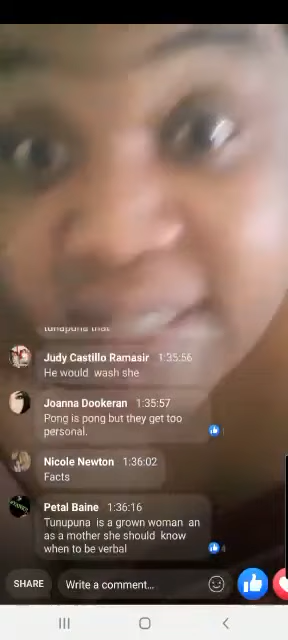 tunapuna that
Judy Castillo Ramasir 1:35:56
He would wash she
Joanna Dookeran 1:35:57
Pong is pong but they get too
personal.
Nicole Newton 1:36:02
Facts
Petal Baine 1:36:16
Tunupuna is a grown woman an
as a mother she should know
when to be verbal
4
SHARE
Write a comment...